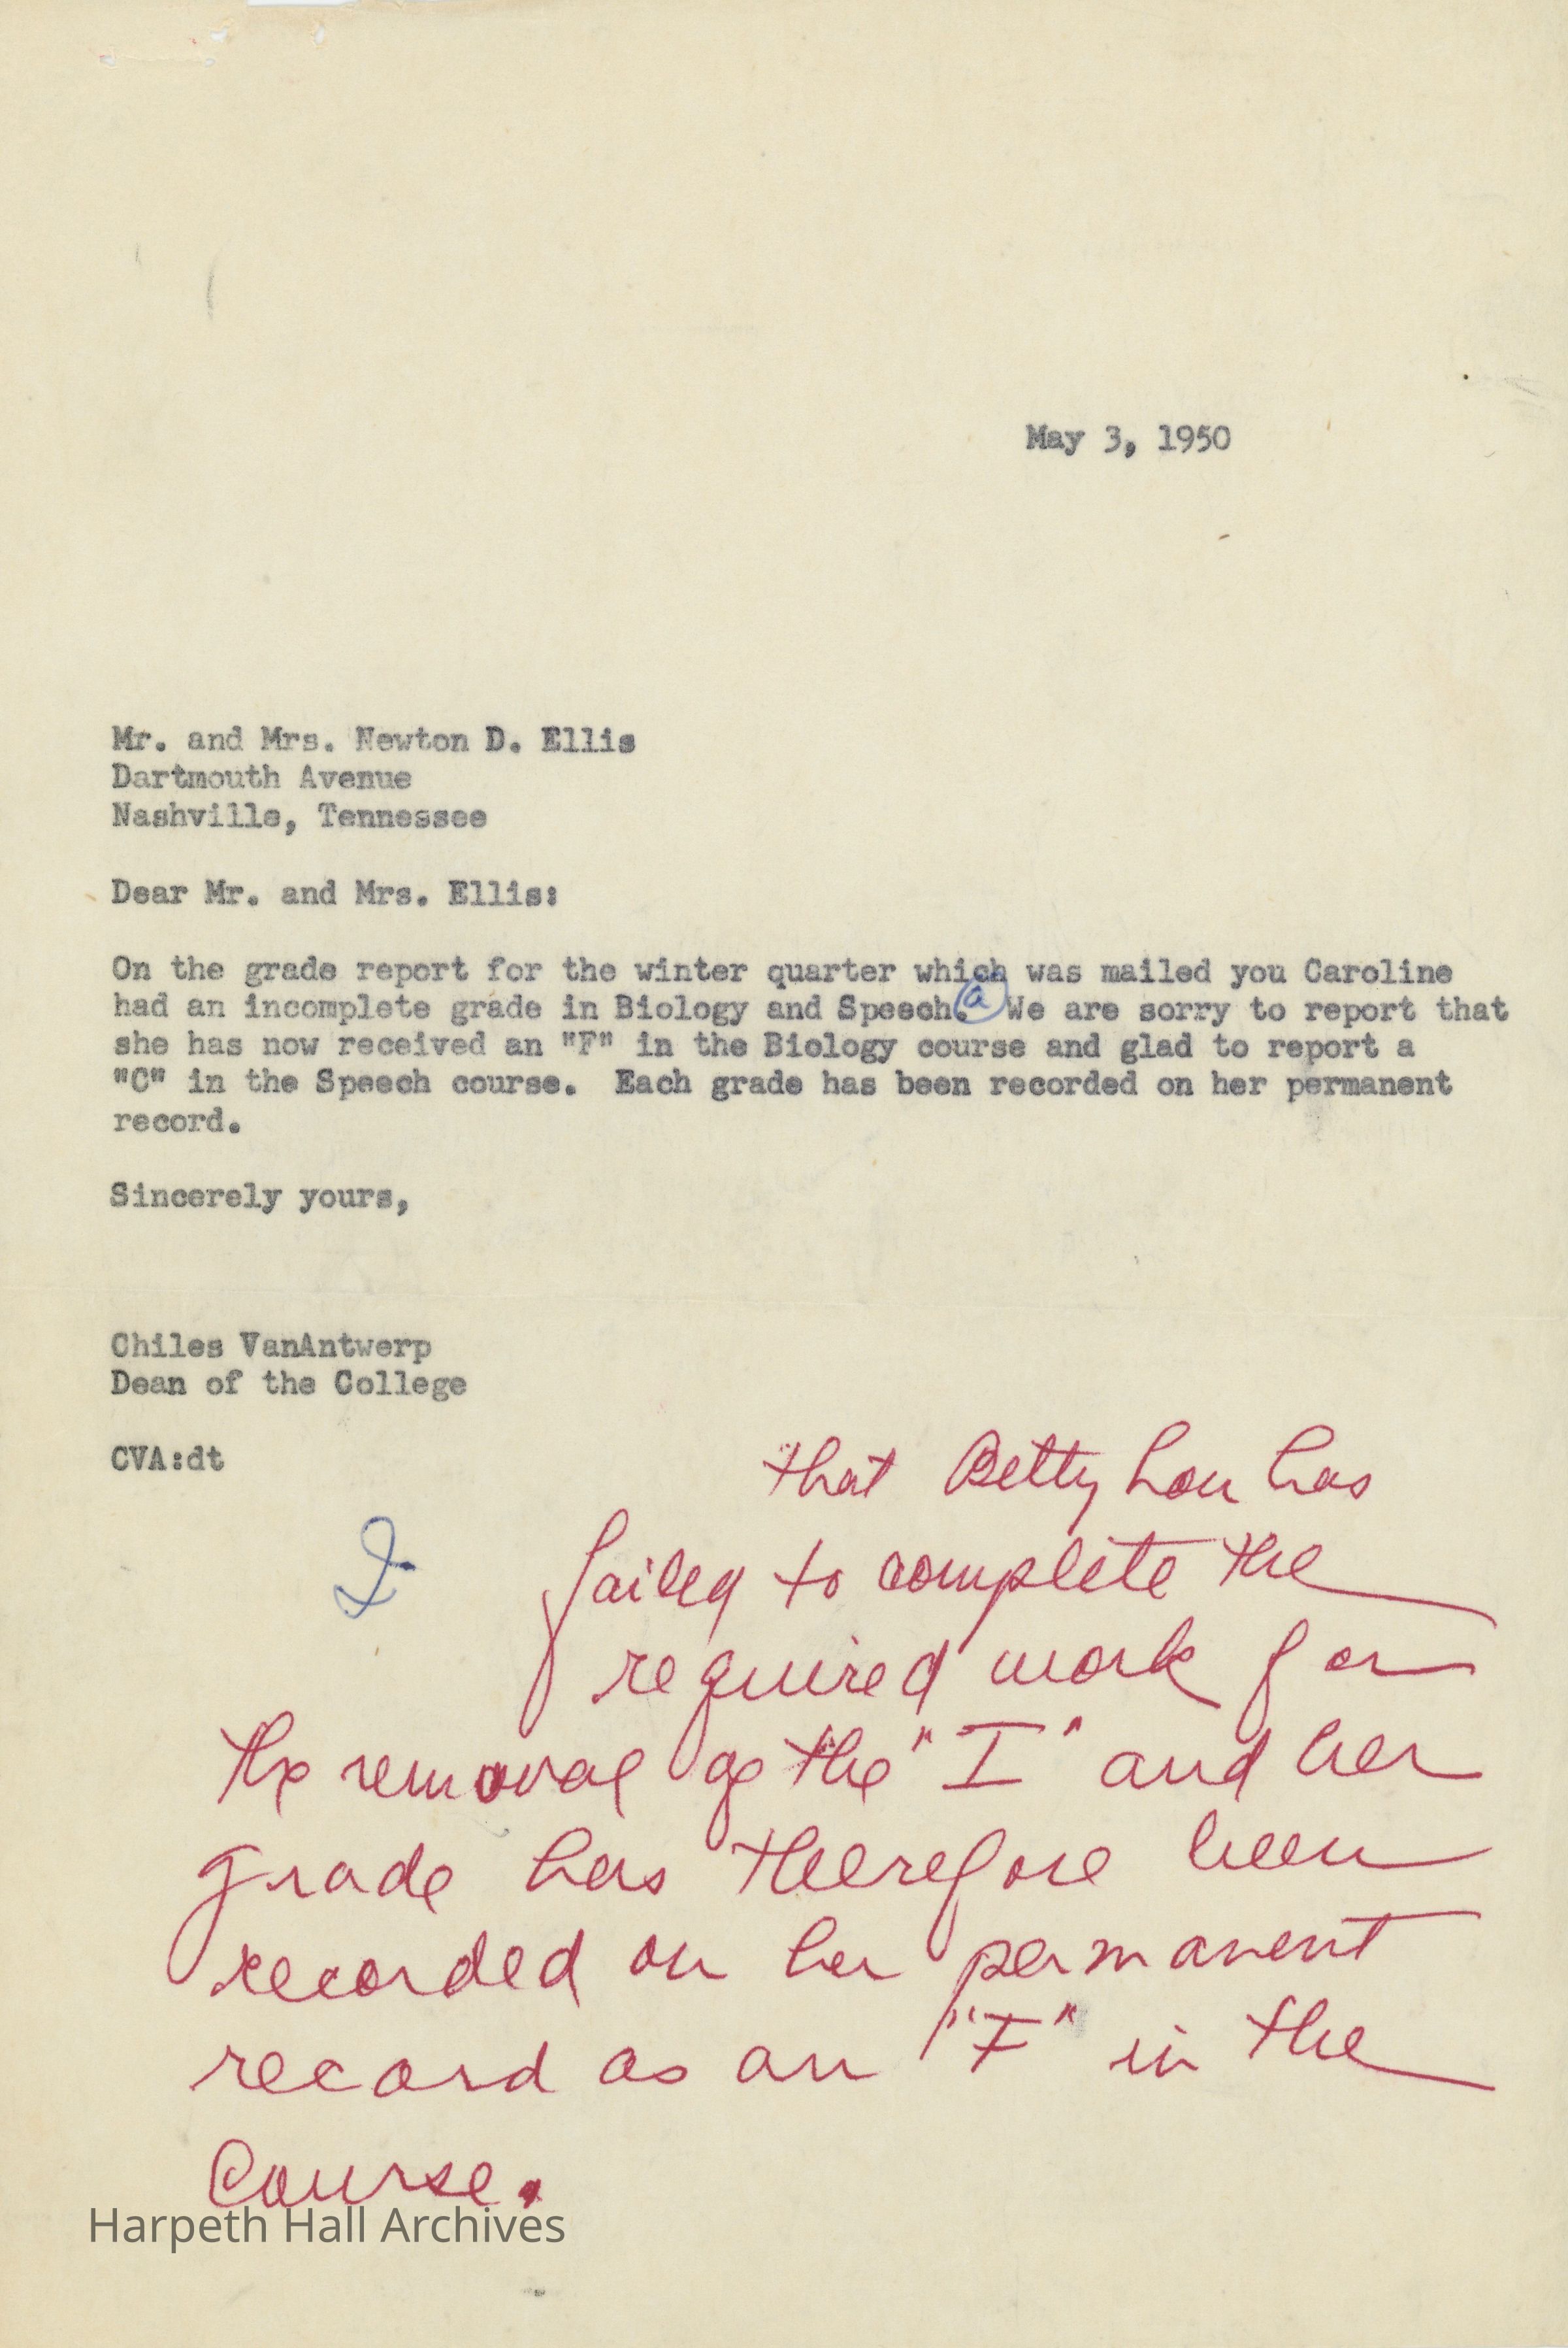 May 3, 1950
Mr. and Mrs. Newton D. Ellis
Dartmouth Avenue
Nashville, Tennessee
Dear Mr. and Mrs. Ellis:
On the grade report for the winter quarter which was mailed you Caroline
had an incomplete grade in Biology and Speech. a We are sorry to report that
she has now received an "F" in the Biology course and glad to report a
"C" in the Speech course. Each grade has been recorded on her permanent
record.
Sincerely yours,
Chiles VanAntwerp
Dean of the College
CVA:dt
that Betty Lou has
failed to complete the
required work for
the removal of the "I" and her
grade has therefore been
recorded on her permanent
record as an "F" in the
Course.
Harpeth Hall Archives